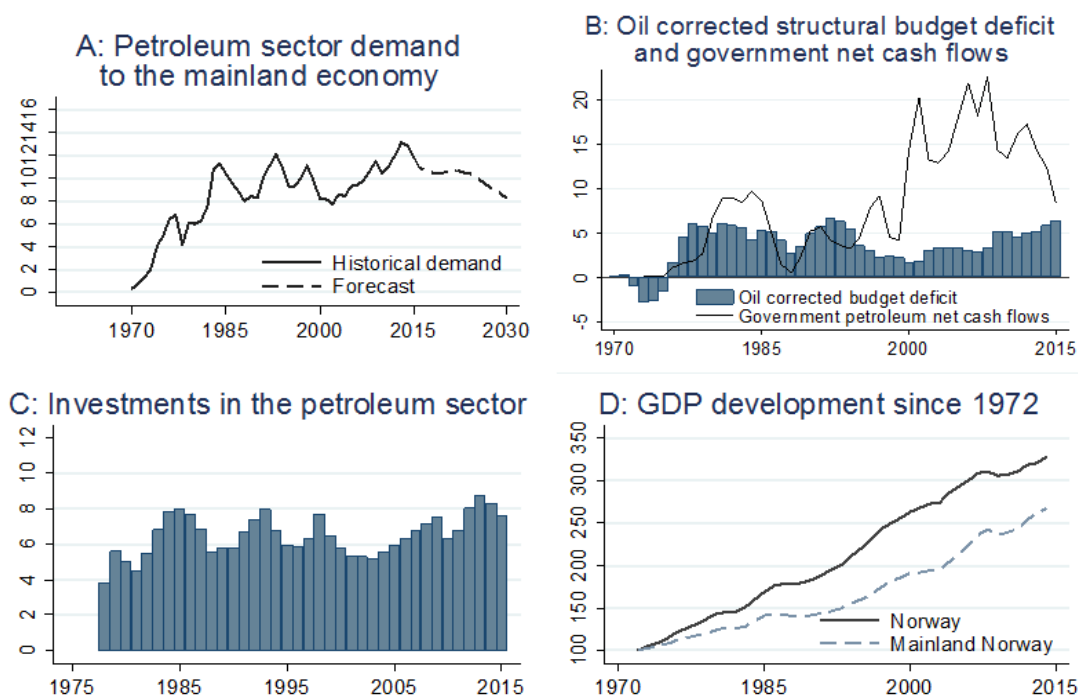 A: Petroleum sector demand
to the mainland economy
16
14
12
10
8
6
4
2
0
Historical demand
Forecast
1970 1985 2000 2015 2030
B: Oil corrected structural budget deficit
and government net cash flows
20
15
10
5
0
-5
Oil corrected budget deficit
Government petroleum net cash flows
1970 1985 2000 2015
C: Investments in the petroleum sector
12
10
8
6
4
2
0
1975 1985 1995 2005 2015
D: GDP development since 1972
350
300
250
200
150
100
Norway
Mainland Norway
1970 1985 2000 2015